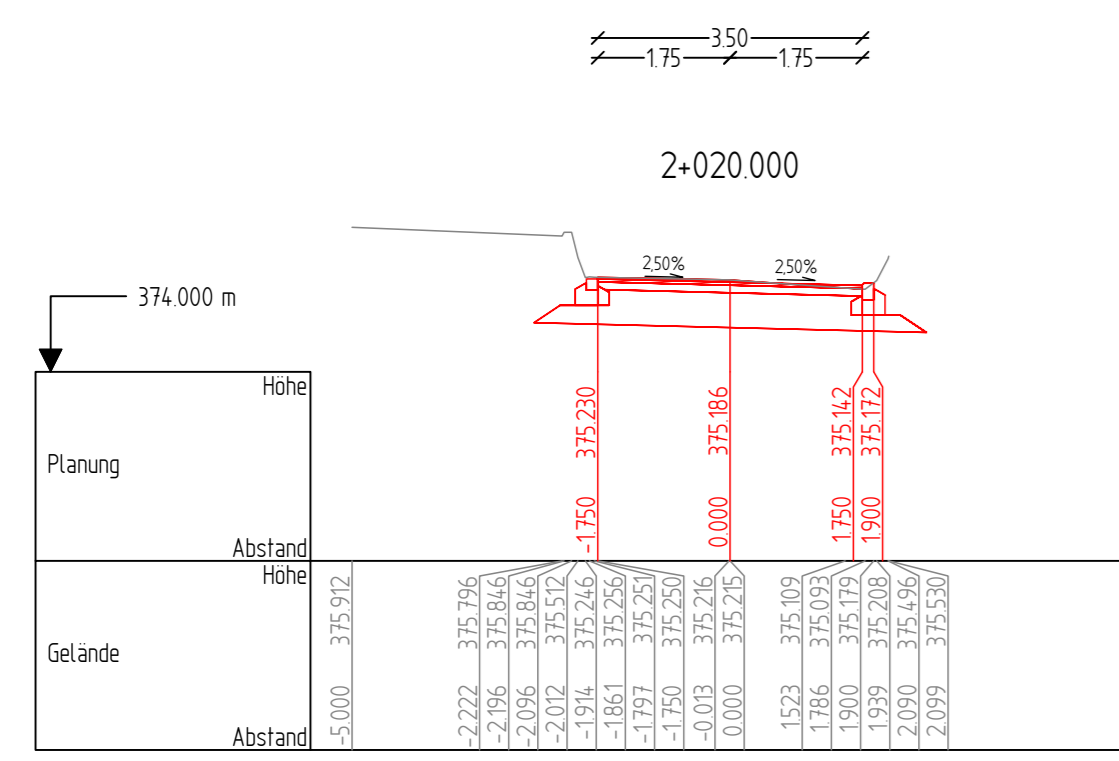 3.50
1.75 1.75
2+020.000
2,50% 2,50%
374.000 m
Höhe
Planung
Abstand
375.230 375.186 375.142 375.172
-1.750 0.000 1.750 1.900
Höhe
Gelände
Abstand
375.912 375.796 375.846 375.846 375.512 375.246 375.256 375.251 375.250 375.216 375.215 375.109 375.093 375.179 375.208 375.496 375.530
-5.000 -2.222 -2.196 -2.096 -2.012 -1.914 -1.861 -1.797 -1.750 -0.013 0.000 1.523 1.786 1.900 1.939 2.090 2.099